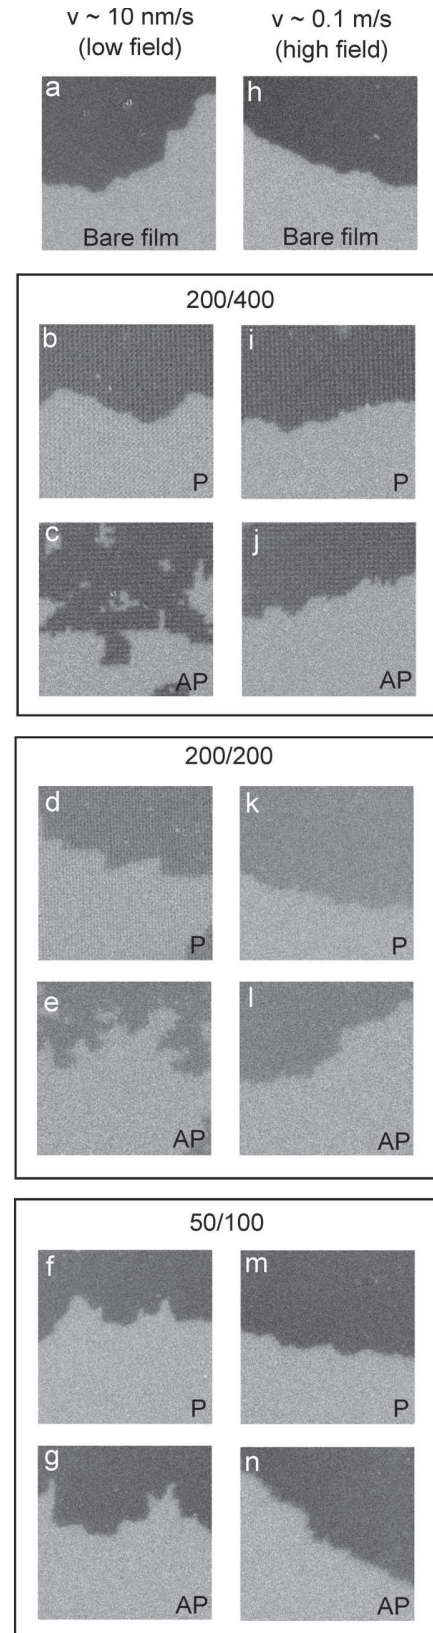 v ~ 10 nm/s
(low field)
v ~ 0.1 m/s
(high field)
a
Bare film
h
Bare film
200/400
b
P
i
P
c
AP
j
AP
200/200
d
P
k
P
e
AP
l
AP
50/100
f
P
m
P
g
AP
n
AP